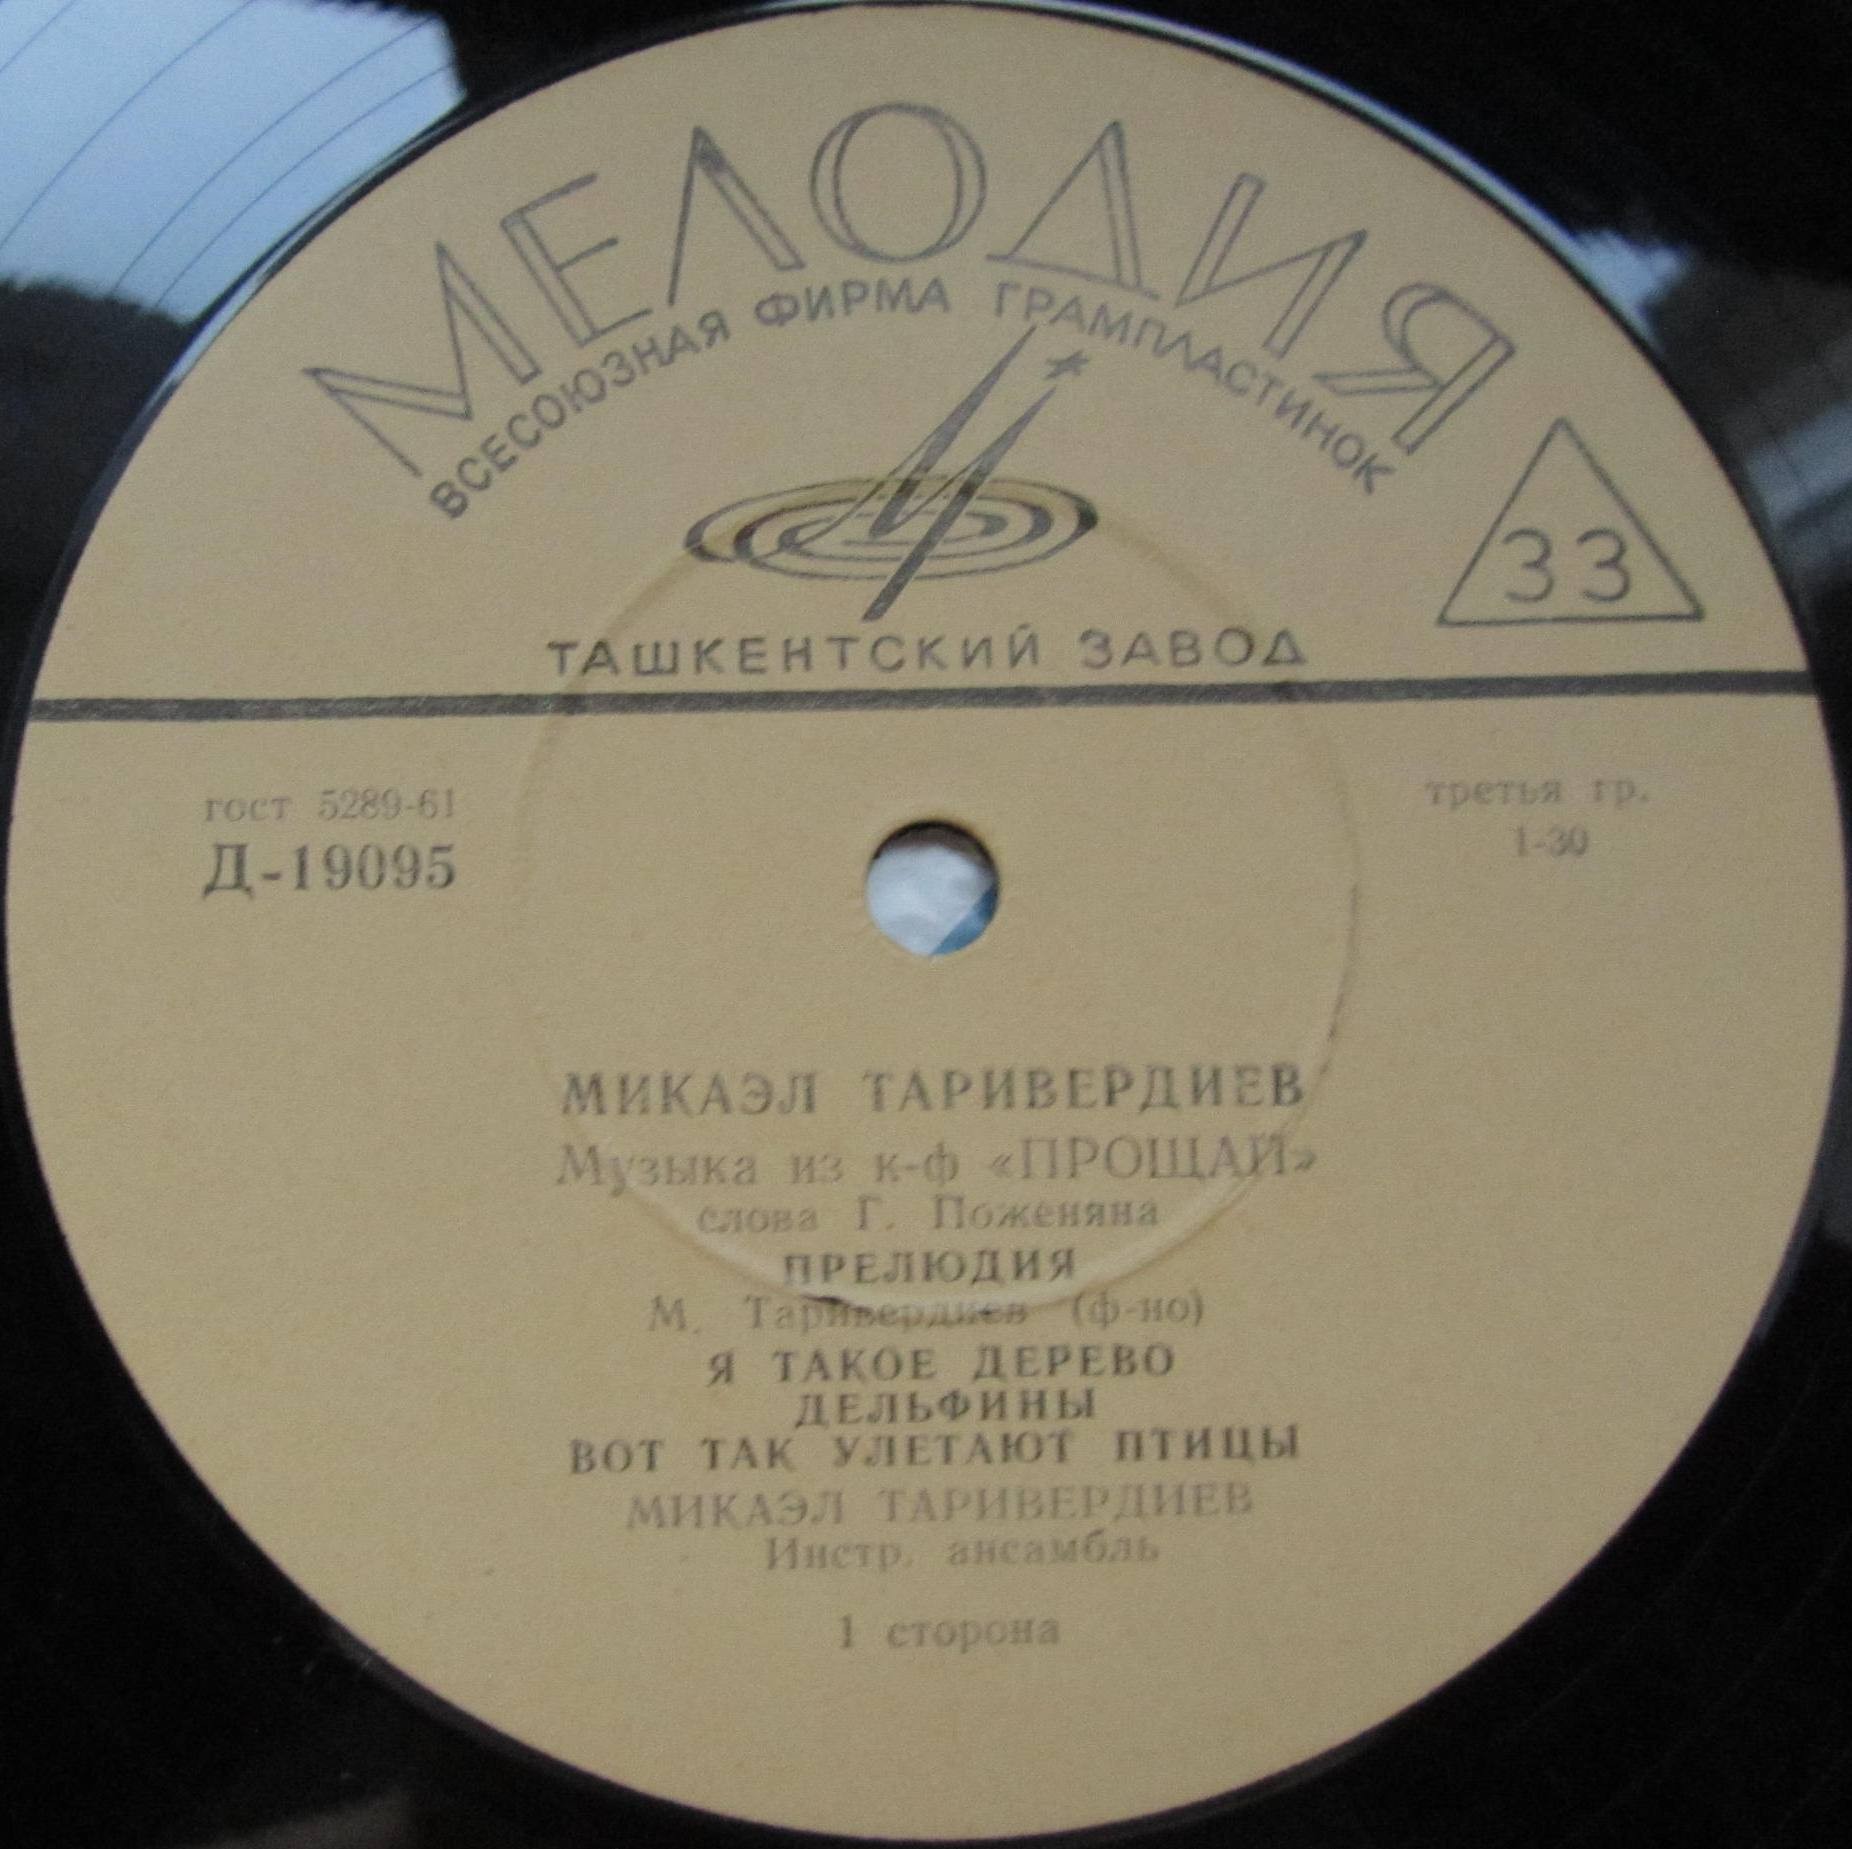 МЕЛОДИЯ
ВСЕСОЮЗНАЯ ФИРМА ГРАМПЛАСТИНОК
33
ТАШКЕНТСКИЙ ЗАВОД
гост 5289-61
третья гр.
Д-19095
1-30
МИКАЭЛ ТАРИВЕРДИЕВ
Музыка из к-ф «ПРОЩАЙ»
слова Г. Поженяна
ПРЕЛЮДИЯ
М. Таривердиев (ф-но)
Я ТАКОЕ ДЕРЕВО
ДЕЛЬФИНЫ
ВОТ ТАК УЛЕТАЮТ ПТИЦЫ
МИКАЭЛ ТАРИВЕРДИЕВ
Инстр. ансамбль
1 сторона